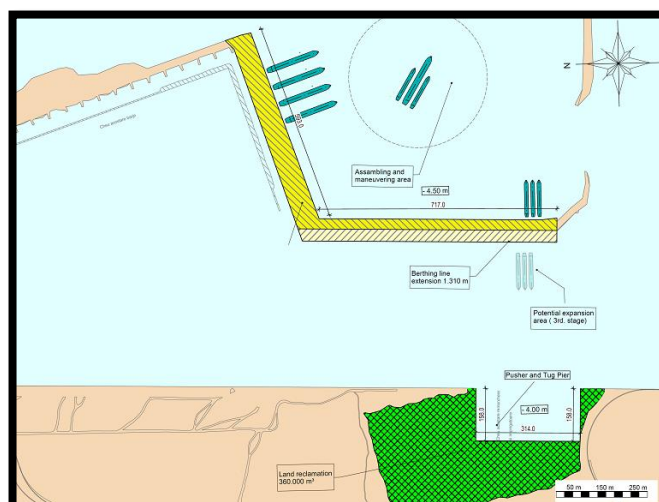 N
593.0
Assambling and
maneuvering area
- 4.50 m
717.0
Berthing line
extension 1.310 m
Potential expansion
area ( 3rd. stage)
Pusher and Tug Pier
158.0
- 4.00 m
158.0
314.0
Land reclamation
360.000 m³
50 m 150 m 250 m